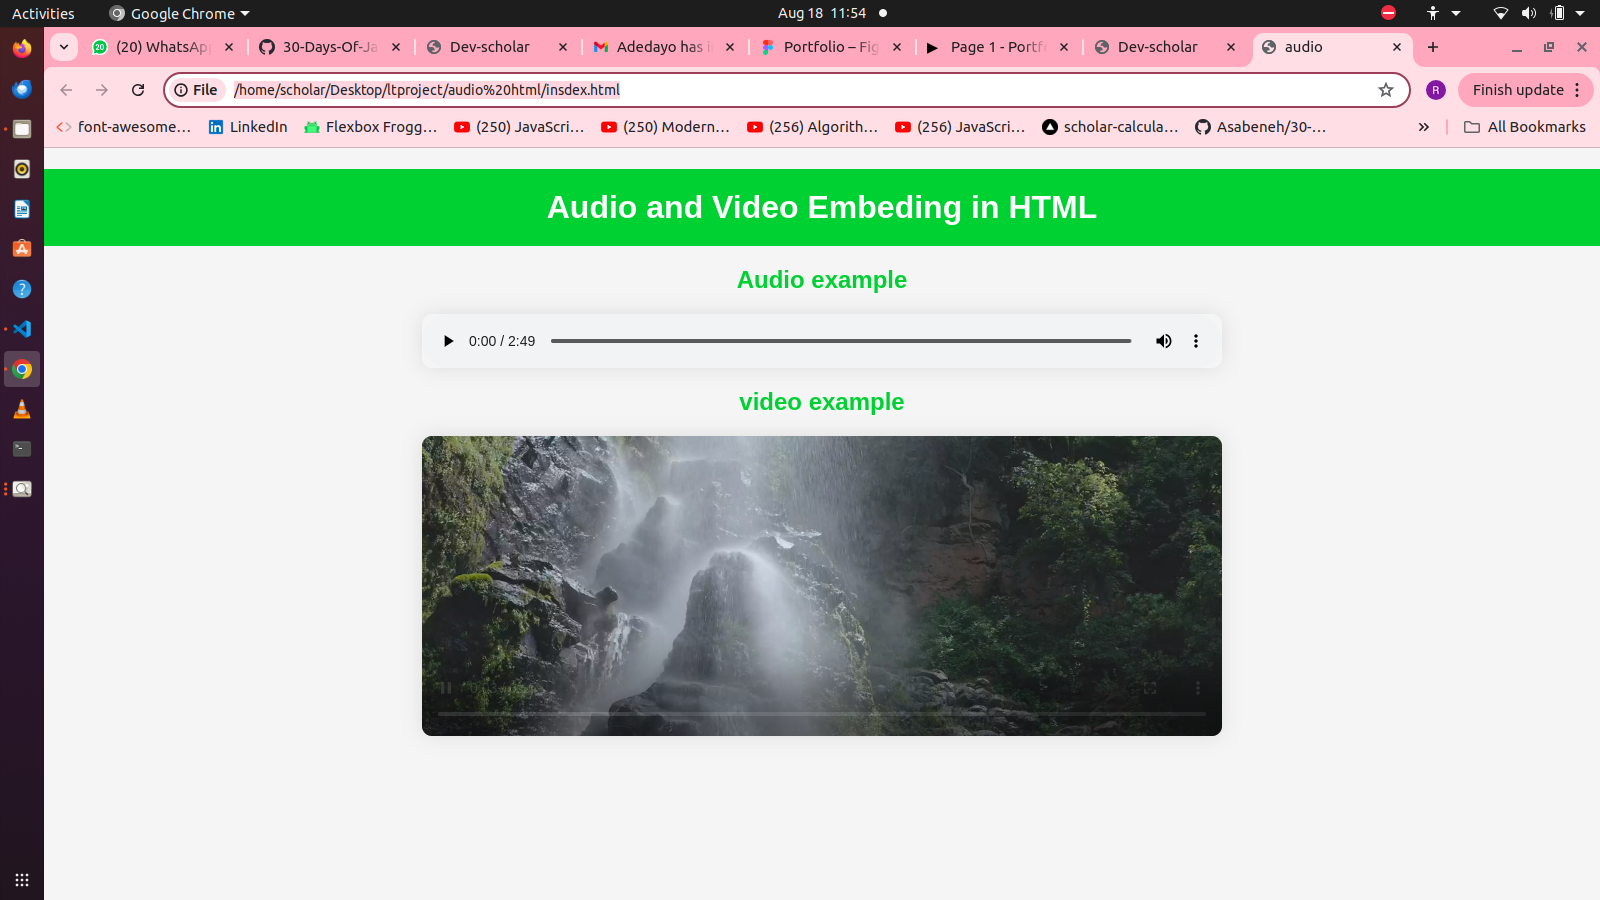 Activities Google Chrome Aug 18 11:54
(20) WhatsApp 30-Days-Of-Ja Dev-scholar Adedayo has i Portfolio – Fig Page 1 - Portf Dev-scholar audio
File /home/scholar/Desktop/ltproject/audio%20html/insdex.html R Finish update
font-awesome… LinkedIn Flexbox Frogg… (250) JavaScri… (250) Modern… (256) Algorith… (256) JavaScri… scholar-calcula… Asabeneh/30-… » All Bookmarks
Audio and Video Embeding in HTML
Audio example
0:00 / 2:49
video example